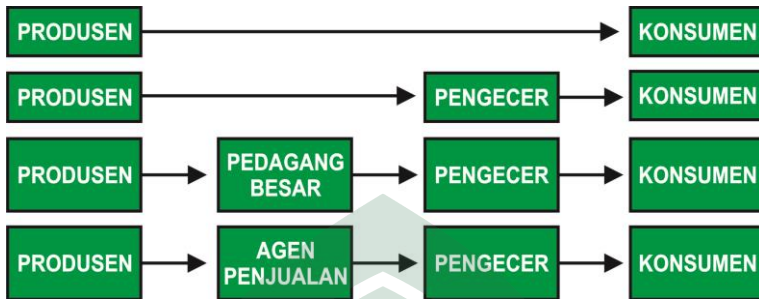 PRODUSEN KONSUMEN
PRODUSEN PENGECER KONSUMEN
PRODUSEN PEDAGANG BESAR PENGECER KONSUMEN
PRODUSEN AGEN PENJUALAN PENGECER KONSUMEN